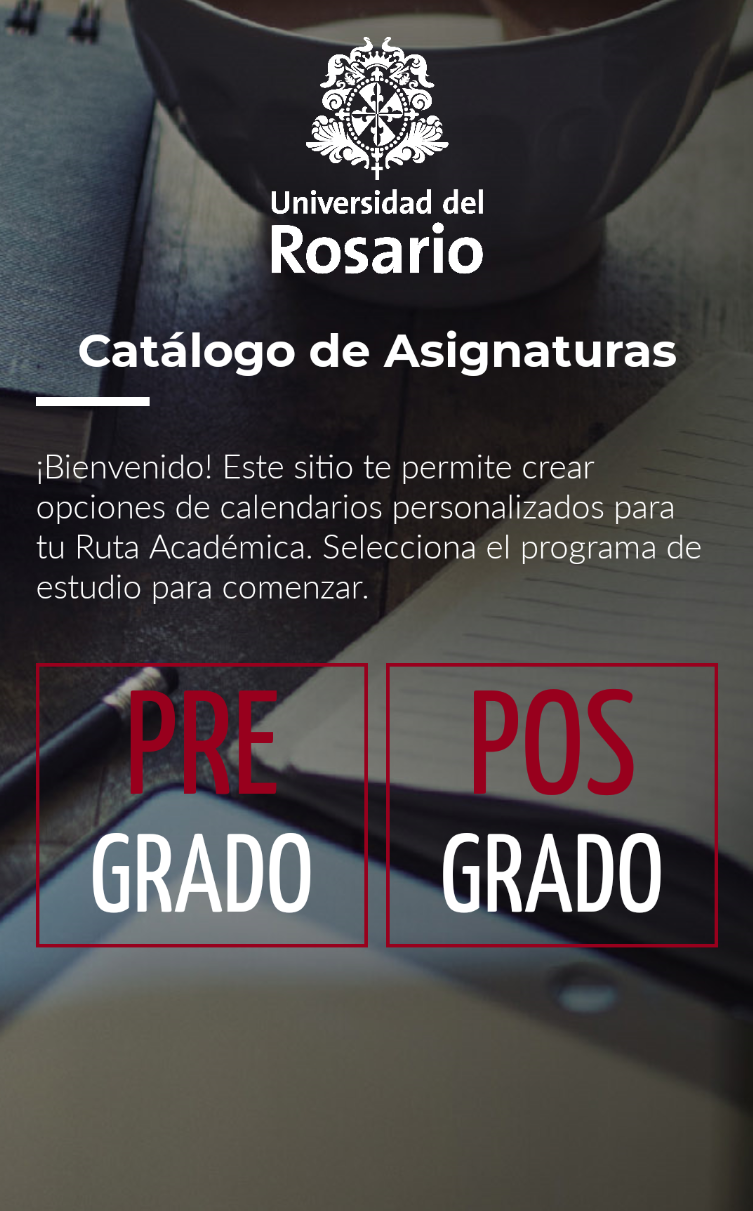 Universidad del
Rosario
Catálogo de Asignaturas
¡Bienvenido! Este sitio te permite crear
opciones de calendarios personalizados para
tu Ruta Académica. Selecciona el programa de
estudio para comenzar.
PRE
GRADO
POS
GRADO